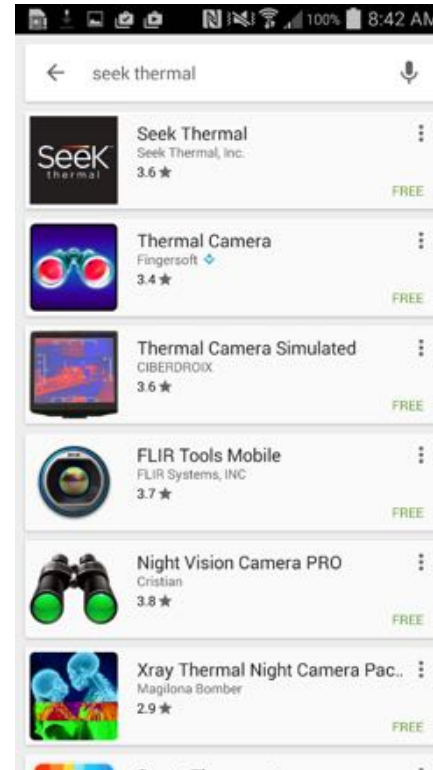 100% 8:42 AM
seek thermal
SeeK
thermal
Seek Thermal
Seek Thermal, Inc.
3.6
FREE
Thermal Camera
Fingersoft
3.4
FREE
Thermal Camera Simulated
CIBERDROIX
3.6
FREE
FLIR Tools Mobile
FLIR Systems, INC
3.7
FREE
Night Vision Camera PRO
Cristian
3.8
FREE
Xray Thermal Night Camera Pac..
Magilona Bomber
2.9
FREE